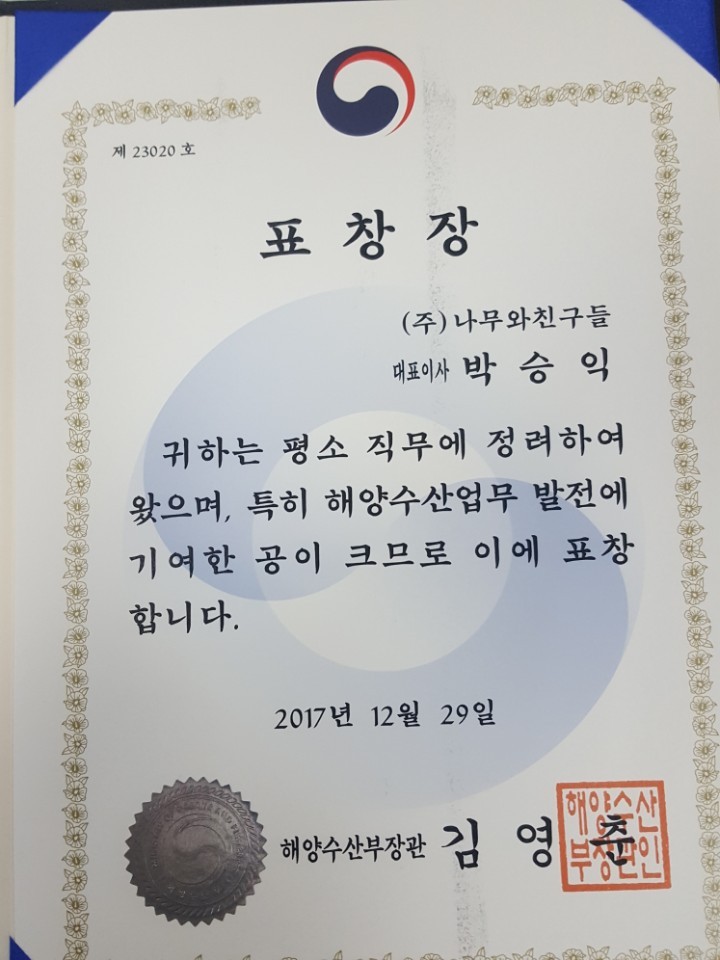 제 23020 호
표 창 장
(주)나무와친구들
대표이사 박 승 익
귀하는 평소 직무에 정려하여
왔으며, 특히 해양수산업무 발전에
기여한 공이 크므로 이에 표창
합니다.
2017년 12월 29일
해양수산부장관 김 영 춘
해양수산
부장관인